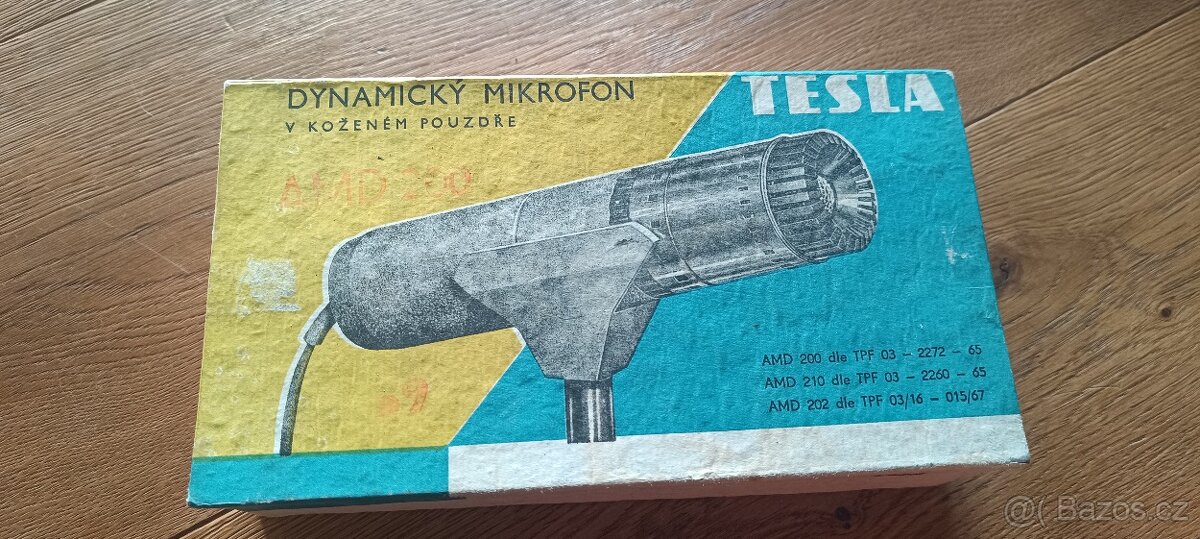 DYNAMICKÝ MIKROFON
V KOŽENÉM POUZDŘE
TESLA
AMD 200
AMD 200 dle TPF 03 – 2272 – 65
AMD 210 dle TPF 03 – 2260 – 65
AMD 202 dle TPF 03/16 – 015/67
@( Bazos.cz